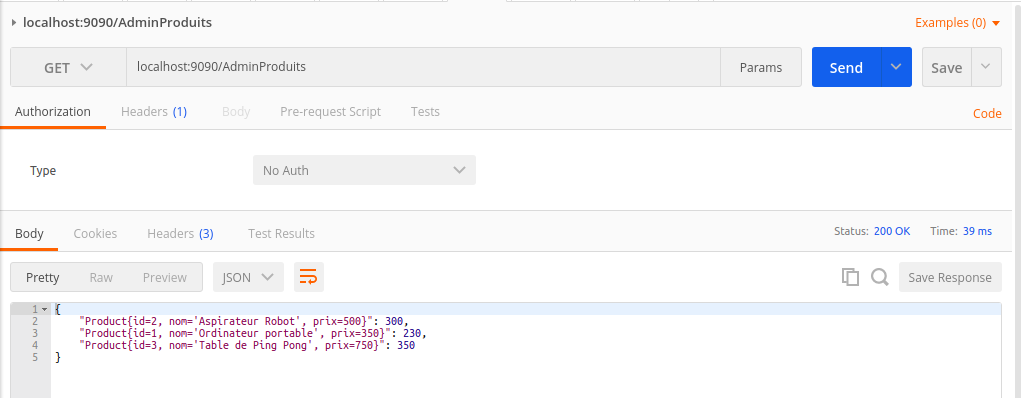 localhost:9090/AdminProduits Examples (0)
GET localhost:9090/AdminProduits Params Send Save
Authorization Headers (1) Body Pre-request Script Tests Code
Type No Auth
Body Cookies Headers (3) Test Results Status: 200 OK Time: 39 ms
Pretty Raw Preview JSON Save Response
1 {
2 "Product{id=2, nom='Aspirateur Robot', prix=500}": 300,
3 "Product{id=1, nom='Ordinateur portable', prix=350}": 230,
4 "Product{id=3, nom='Table de Ping Pong', prix=750}": 350
5 }